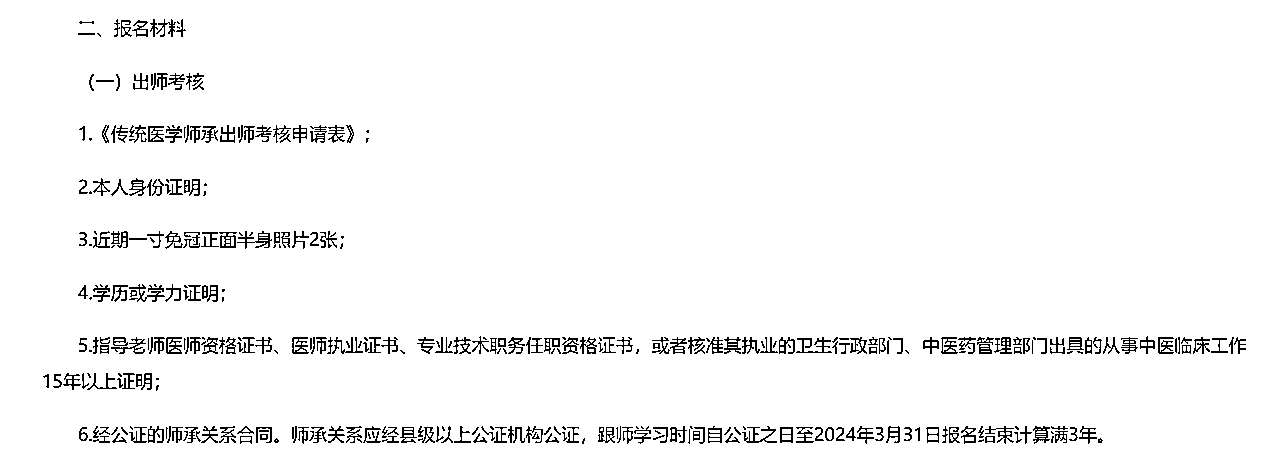 二、报名材料
（一）出师考核
1.《传统医学师承出师考核申请表》;
2.本人身份证明;
3.近期一寸免冠正面半身照片2张;
4.学历或学力证明;
5.指导老师医师资格证书、医师执业证书、专业技术职务任职资格证书，或者核准其执业的卫生行政部门、中医药管理部门出具的从事中医临床工作
15年以上证明;
6.经公证的师承关系合同。师承关系应经县级以上公证机构公证，跟师学习时间自公证之日至2024年3月31日报名结束计算满3年。